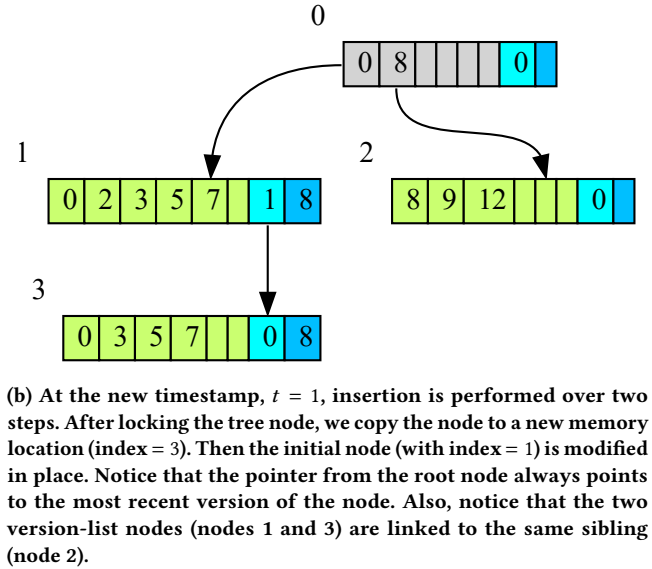 0
0 8 0
1
2
0 2 3 5 7 1 8
8 9 12 0
3
0 3 5 7 0 8
(b) At the new timestamp, t = 1, insertion is performed over two
steps. After locking the tree node, we copy the node to a new memory
location (index = 3). Then the initial node (with index = 1) is modified
in place. Notice that the pointer from the root node always points
to the most recent version of the node. Also, notice that the two
version-list nodes (nodes 1 and 3) are linked to the same sibling
(node 2).